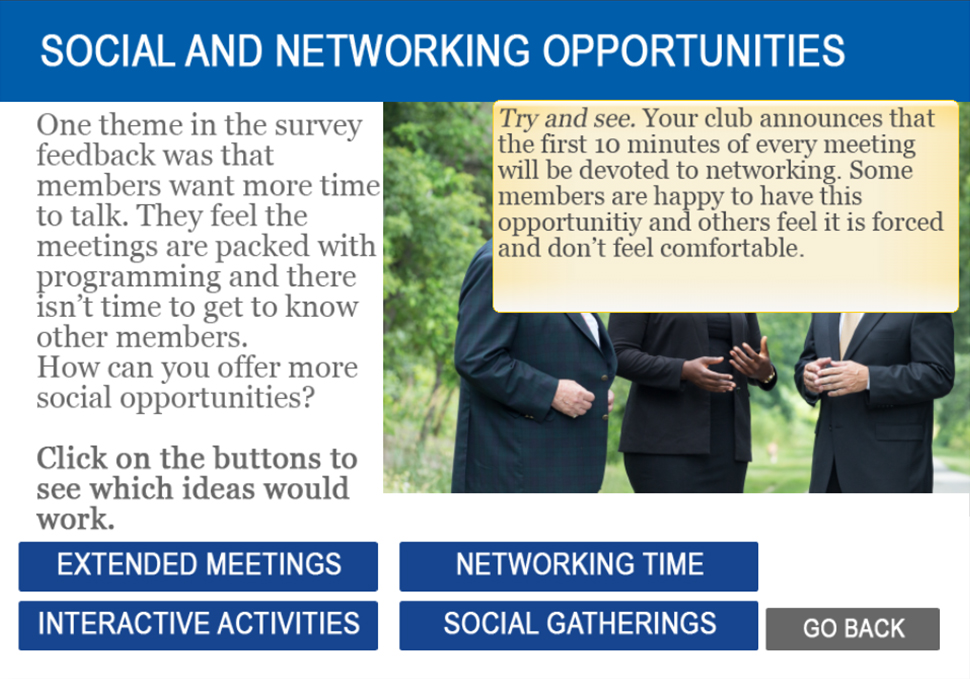 SOCIAL AND NETWORKING OPPORTUNITIES
One theme in the survey
feedback was that
members want more time
to talk. They feel the
meetings are packed with
programming and there
isn't time to get to know
other members.
How can you offer more
social opportunities?
Click on the buttons to
see which ideas would
work.
Try and see. Your club announces that
the first 10 minutes of every meeting
will be devoted to networking. Some
members are happy to have this
opportunitiy and others feel it is forced
and don't feel comfortable.
EXTENDED MEETINGS
NETWORKING TIME
INTERACTIVE ACTIVITIES
SOCIAL GATHERINGS
GO BACK